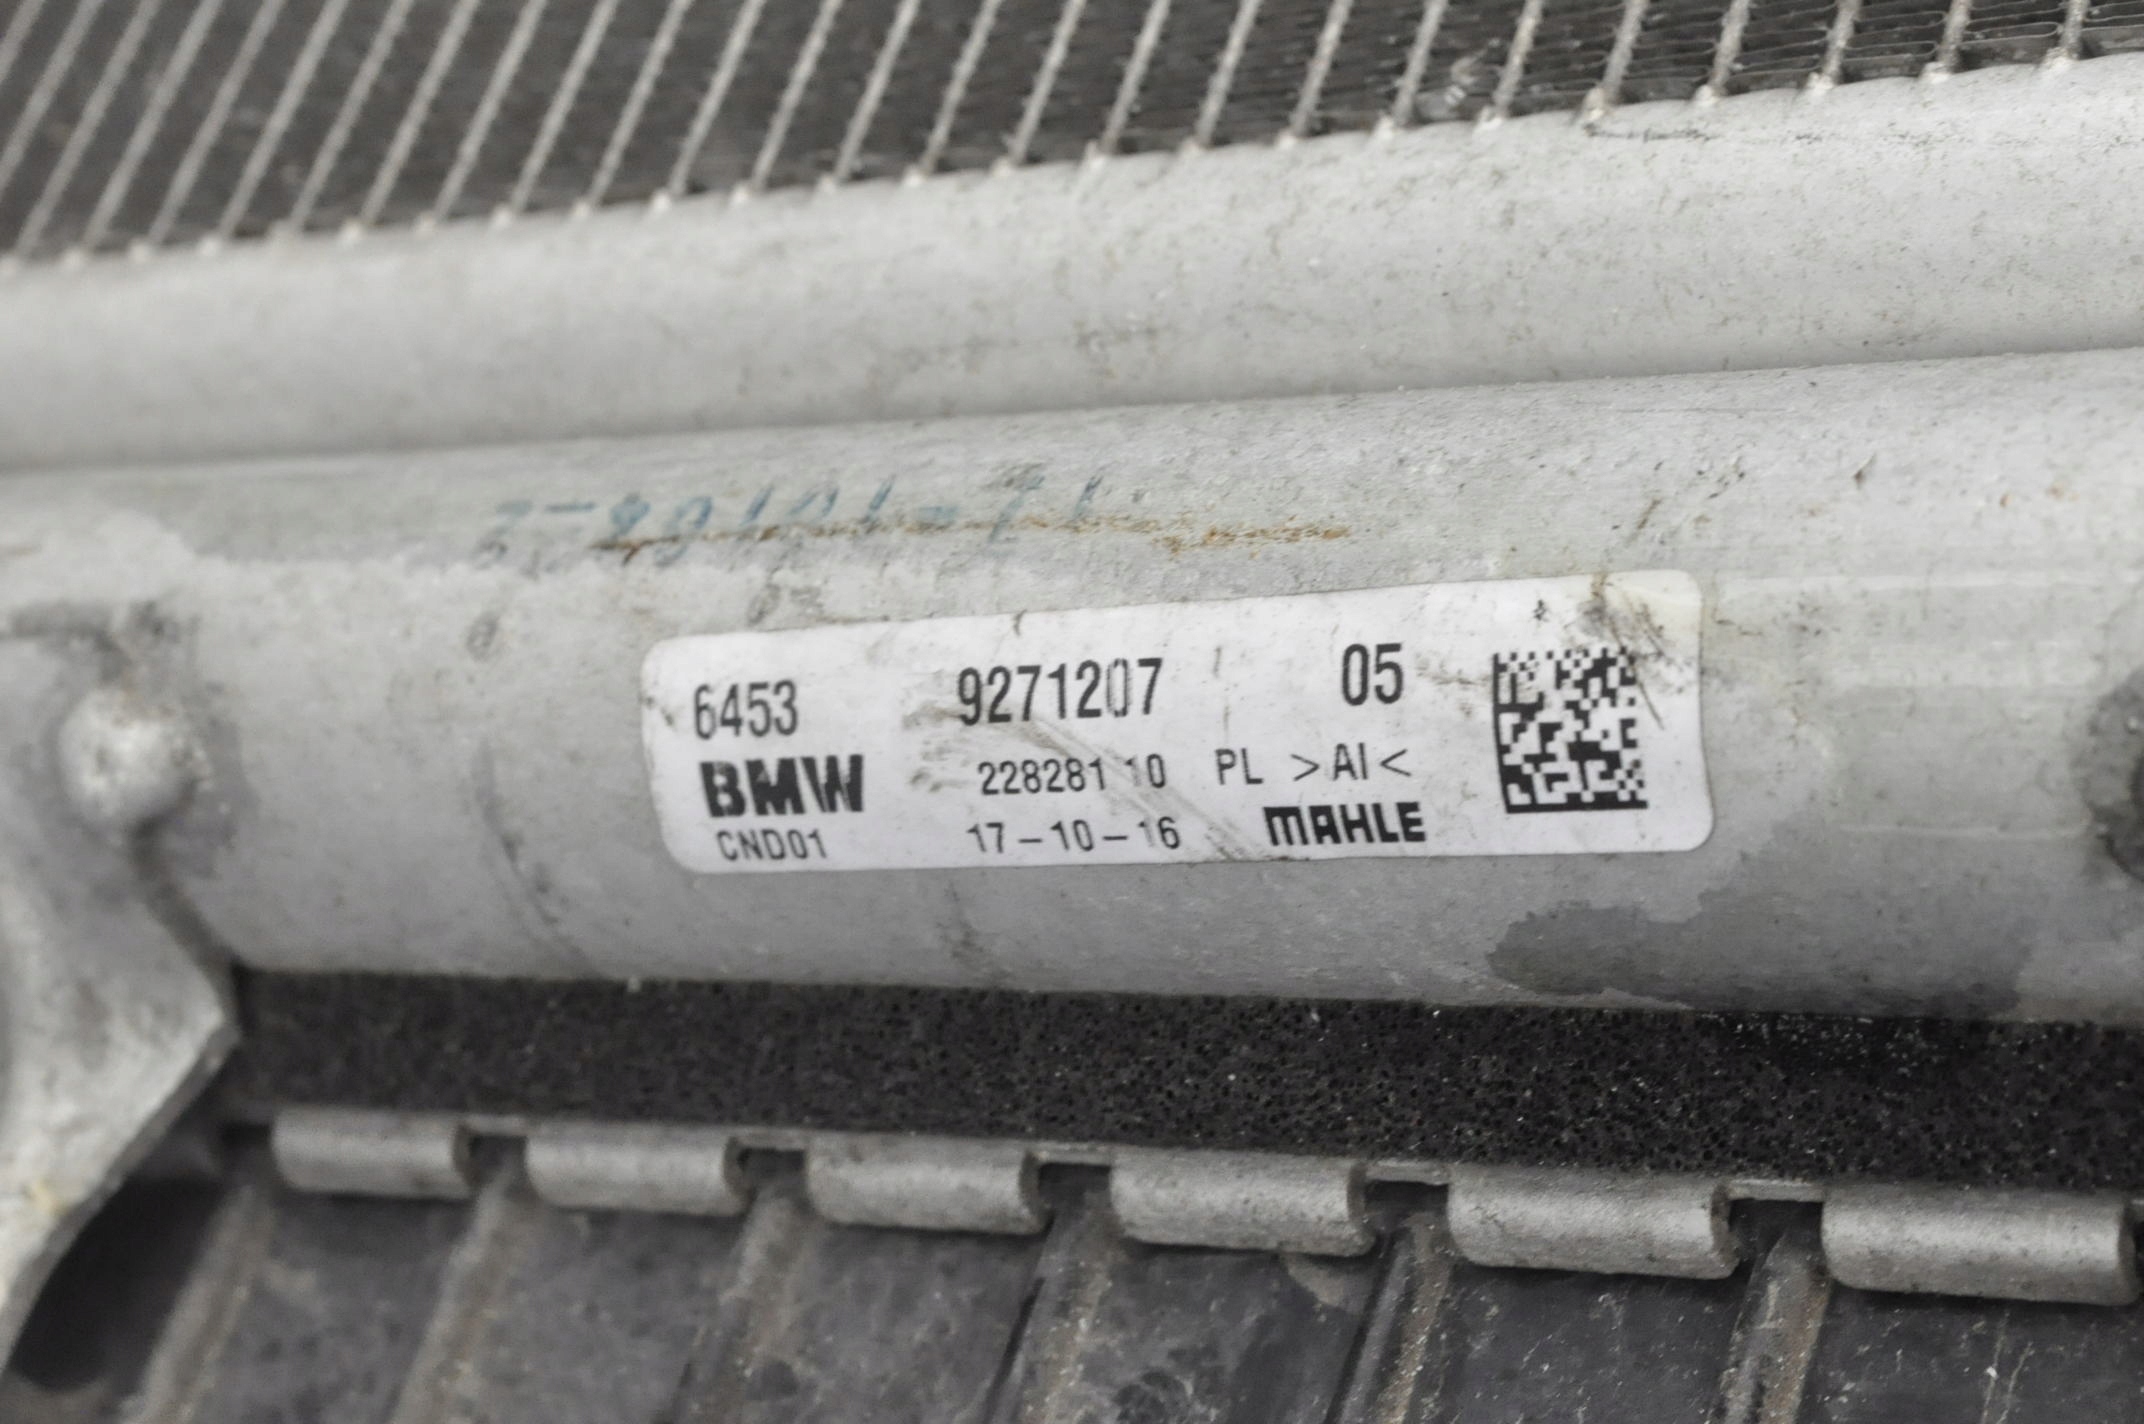 6453 9271207 05
BMW 228281 10 PL >Al<
CND01 17-10-16 MAHLE